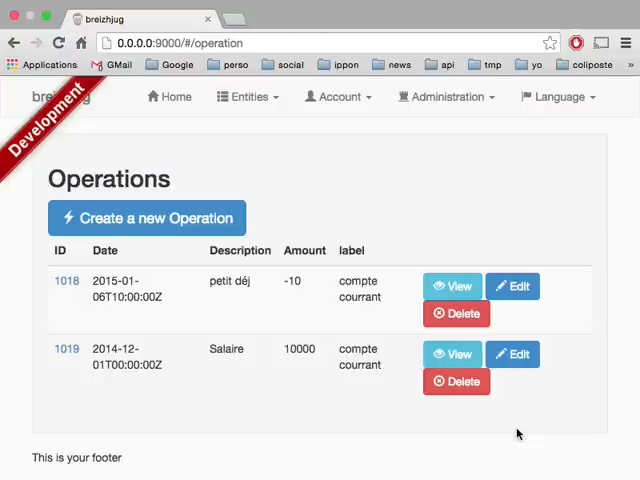 breizhjug
0.0.0.0:9000/#/operation
Applications GMail Google perso social ippon news api tmp yo coliposte »
Development
Home Entities Account Administration Language
Operations
Create a new Operation
ID Date Description Amount label
1018 2015-01-06T10:00:00Z petit déj -10 compte courrant View Edit
Delete
1019 2014-12-01T00:00:00Z Salaire 10000 compte courrant View Edit
Delete
This is your footer